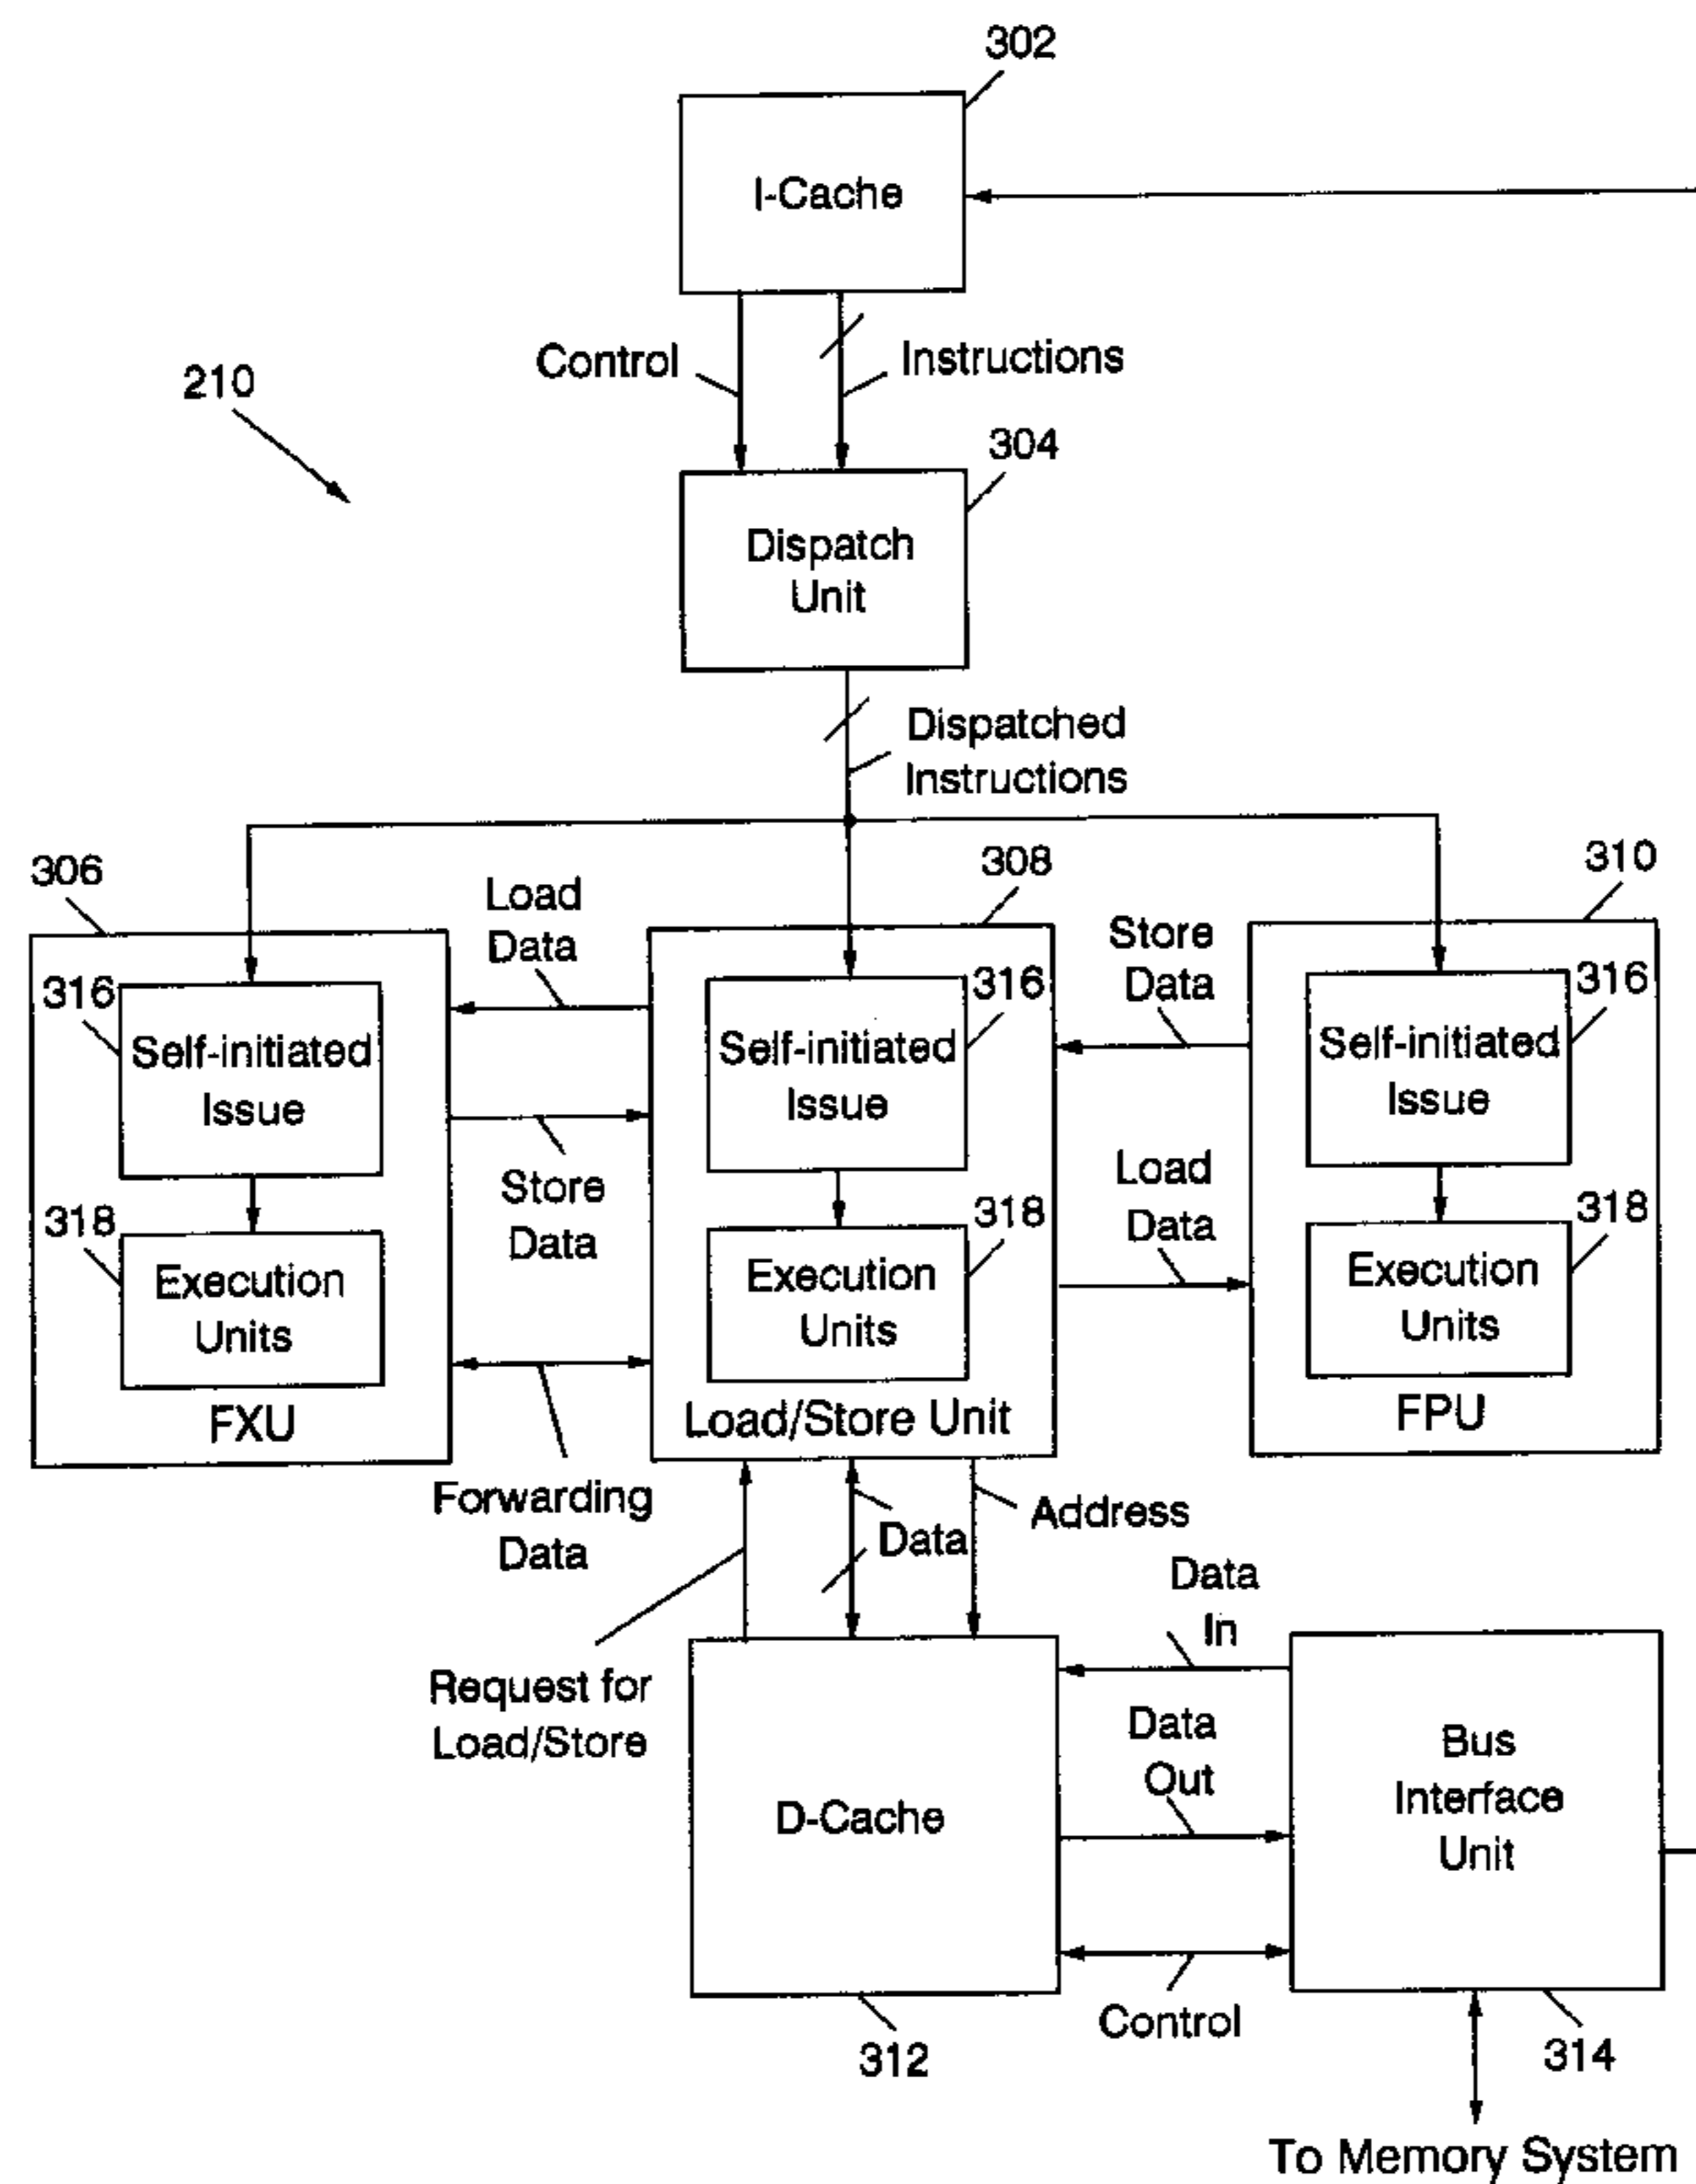 302
I-Cache
Control
Instructions
210
304
Dispatch
Unit
Dispatched
Instructions
306
308
310
Load
Data
Store
Data
316
316
316
Self-initiated
Issue
Self-initiated
Issue
Self-initiated
Issue
Store
Data
Load
Data
318
318
318
Execution
Units
Execution
Units
Execution
Units
FXU
Load/Store Unit
FPU
Forwarding
Data
Data
Address
Request for
Load/Store
Data
In
Data
Out
D-Cache
Bus
Interface
Unit
Control
312
314
To Memory System